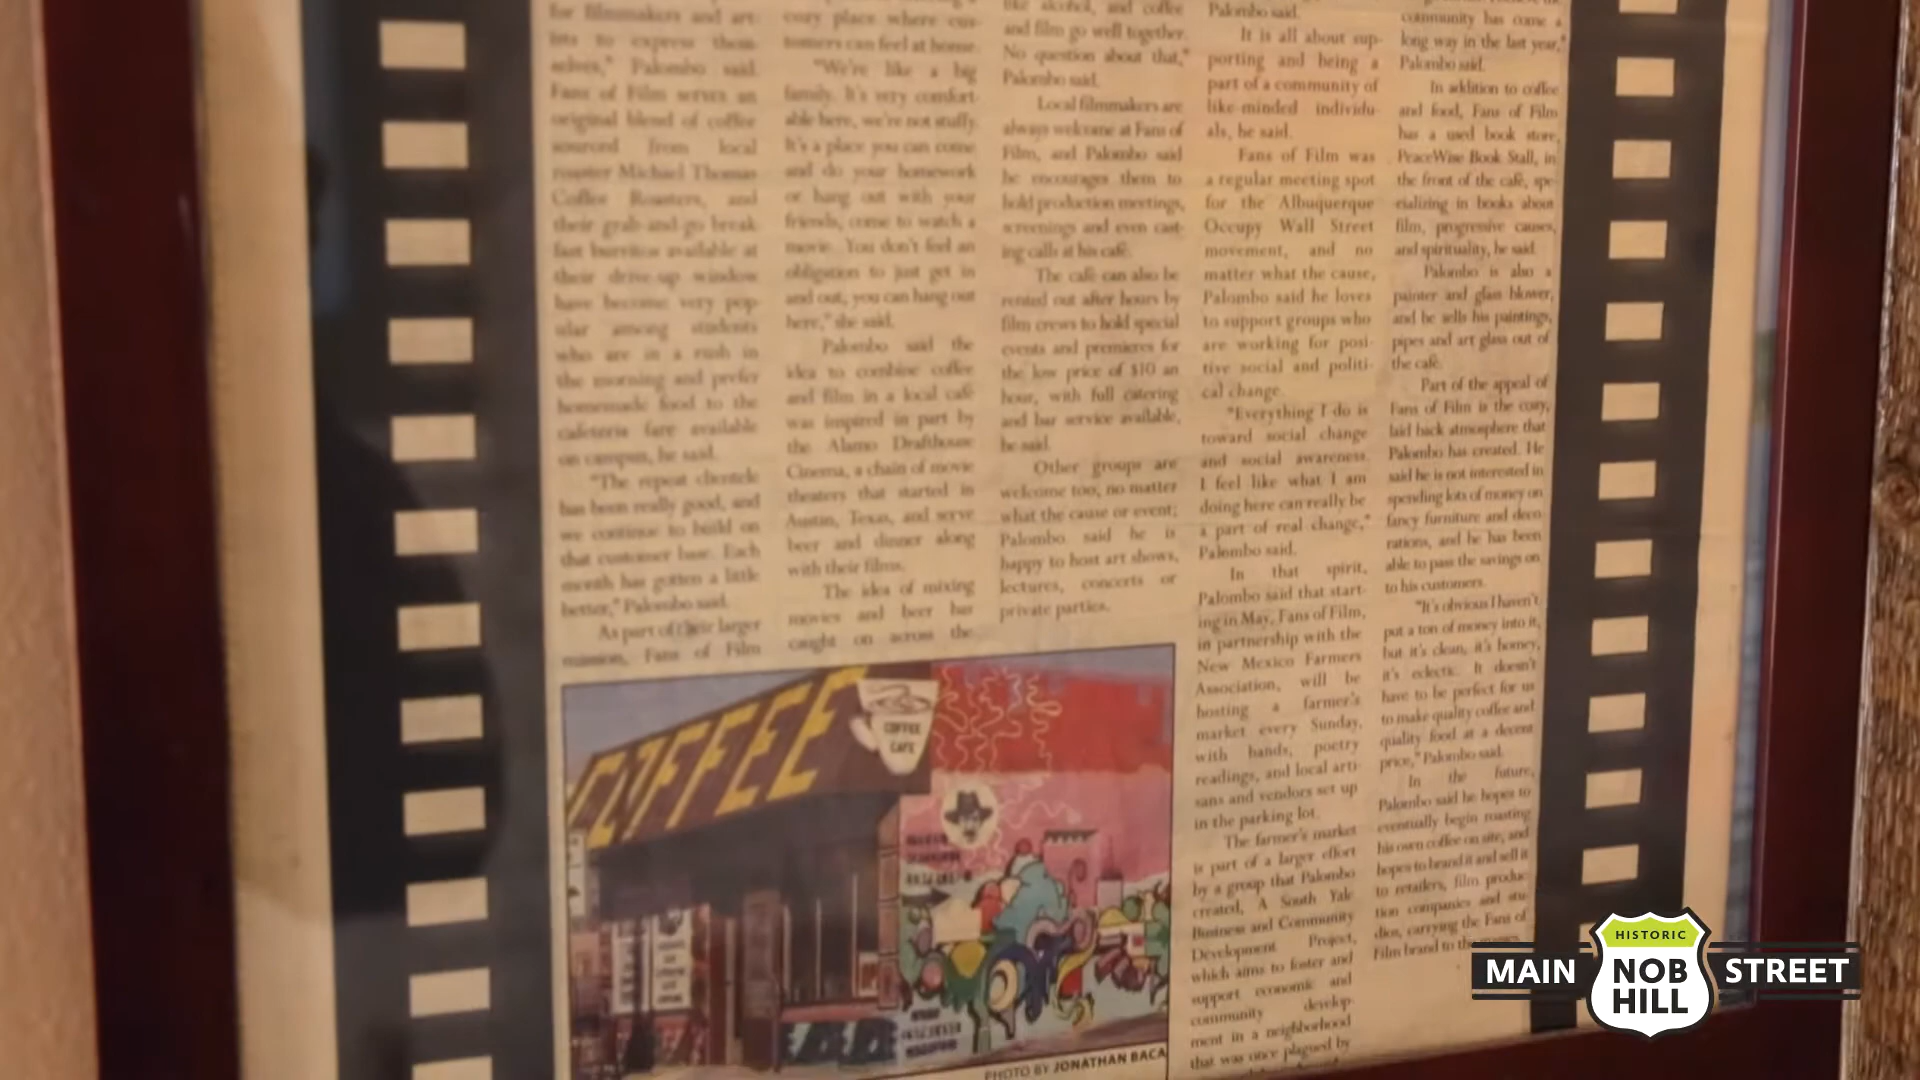 for filmmakers and art-
ists to express them-
selves," Palombo said.
Fans of Film serves an
original blend of coffee
sourced from local
roaster Michael Thomas
Coffee Roasters, and
their grab-and-go break-
fast burritos available at
their drive-up window
have become very pop-
ular among students
who are in a rush in
the morning and prefer
homemade food to the
cafeteria fare available
on campus, he said.
"The repeat clientele
has been really good, and
we continue to build on
that customer base. Each
month has gotten a little
better," Palombo said.
As part of their larger
mission, Fans of Film
cozy place where cus-
tomers can feel at home.
"We're like a big
family. It's very comfort-
able here, we're not stuffy.
It's a place you can come
and do your homework
or hang out with your
friends, come to watch a
movie. You don't feel an
obligation to just get in
and out, you can hang out
here," she said.
Palombo said the
idea to combine coffee
and film in a local café
was inspired in part by
the Alamo Drafthouse
Cinema, a chain of movie
theaters that started in
Austin, Texas, and serve
beer and dinner along
with their films.
The idea of mixing
movies and beer has
caught on across the
like alcohol, and coffee
and film go well together.
No question about that,"
Palombo said.
Local filmmakers are
always welcome at Fans of
Film, and Palombo said
he encourages them to
hold production meetings,
screenings and even cast-
ing calls at his café.
The café can also be
rented out after hours by
film crews to hold special
events and premieres for
the low price of $10 an
hour, with full catering
and bar service available,
he said.
Other groups are
welcome too, no matter
what the cause or event;
Palombo said he is
happy to host art shows,
lectures, concerts or
private parties.
Palombo said.
It is all about sup-
porting and being a
part of a community of
like-minded individu-
als, he said.
Fans of Film was
a regular meeting spot
for the Albuquerque
Occupy Wall Street
movement, and no
matter what the cause,
Palombo said he loves
to support groups who
are working for posi-
tive social and politi-
cal change.
"Everything I do is
toward social change
and social awareness.
I feel like what I am
doing here can really be
a part of real change,"
Palombo said.
In that spirit,
Palombo said that start-
ing in May, Fans of Film,
in partnership with the
New Mexico Farmers
Association, will be
hosting a farmer's
market every Sunday,
with bands, poetry
readings, and local arti-
sans and vendors set up
in the parking lot.
The farmer's market
is part of a larger effort
by a group that Palombo
created, A South Yale
Business and Community
Development Project,
which aims to foster and
support economic and
community develop-
ment in a neighborhood
that was once plagued by
community has come a
long way in the last year,"
Palombo said.
In addition to coffee
and food, Fans of Film
has a used book store,
PeaceWise Book Stall, in
the front of the café, spe-
cializing in books about
film, progressive causes,
and spirituality, he said.
Palombo is also a
painter and glass blower,
and he sells his paintings,
pipes and art glass out of
the café.
Part of the appeal of
Fans of Film is the cozy,
laid back atmosphere that
Palombo has created. He
said he is not interested in
spending lots of money on
fancy furniture and deco-
rations, and he has been
able to pass the savings on
to his customers.
"It's obvious I haven't
put a ton of money into it,
but it's clean, it's homey,
it's eclectic. It doesn't
have to be perfect for us
to make quality coffee and
quality food at a decent
price," Palombo said.
In the future,
Palombo said he hopes to
eventually begin roasting
his own coffee on site, and
hopes to brand it and sell it
to retailers, film produc-
tion companies and stu-
dios, carrying the Fans of
Film brand to the
COFFEE
COFFEE
CAFE
PHOTO BY JONATHAN BACA
HISTORIC
MAIN NOB STREET
HILL